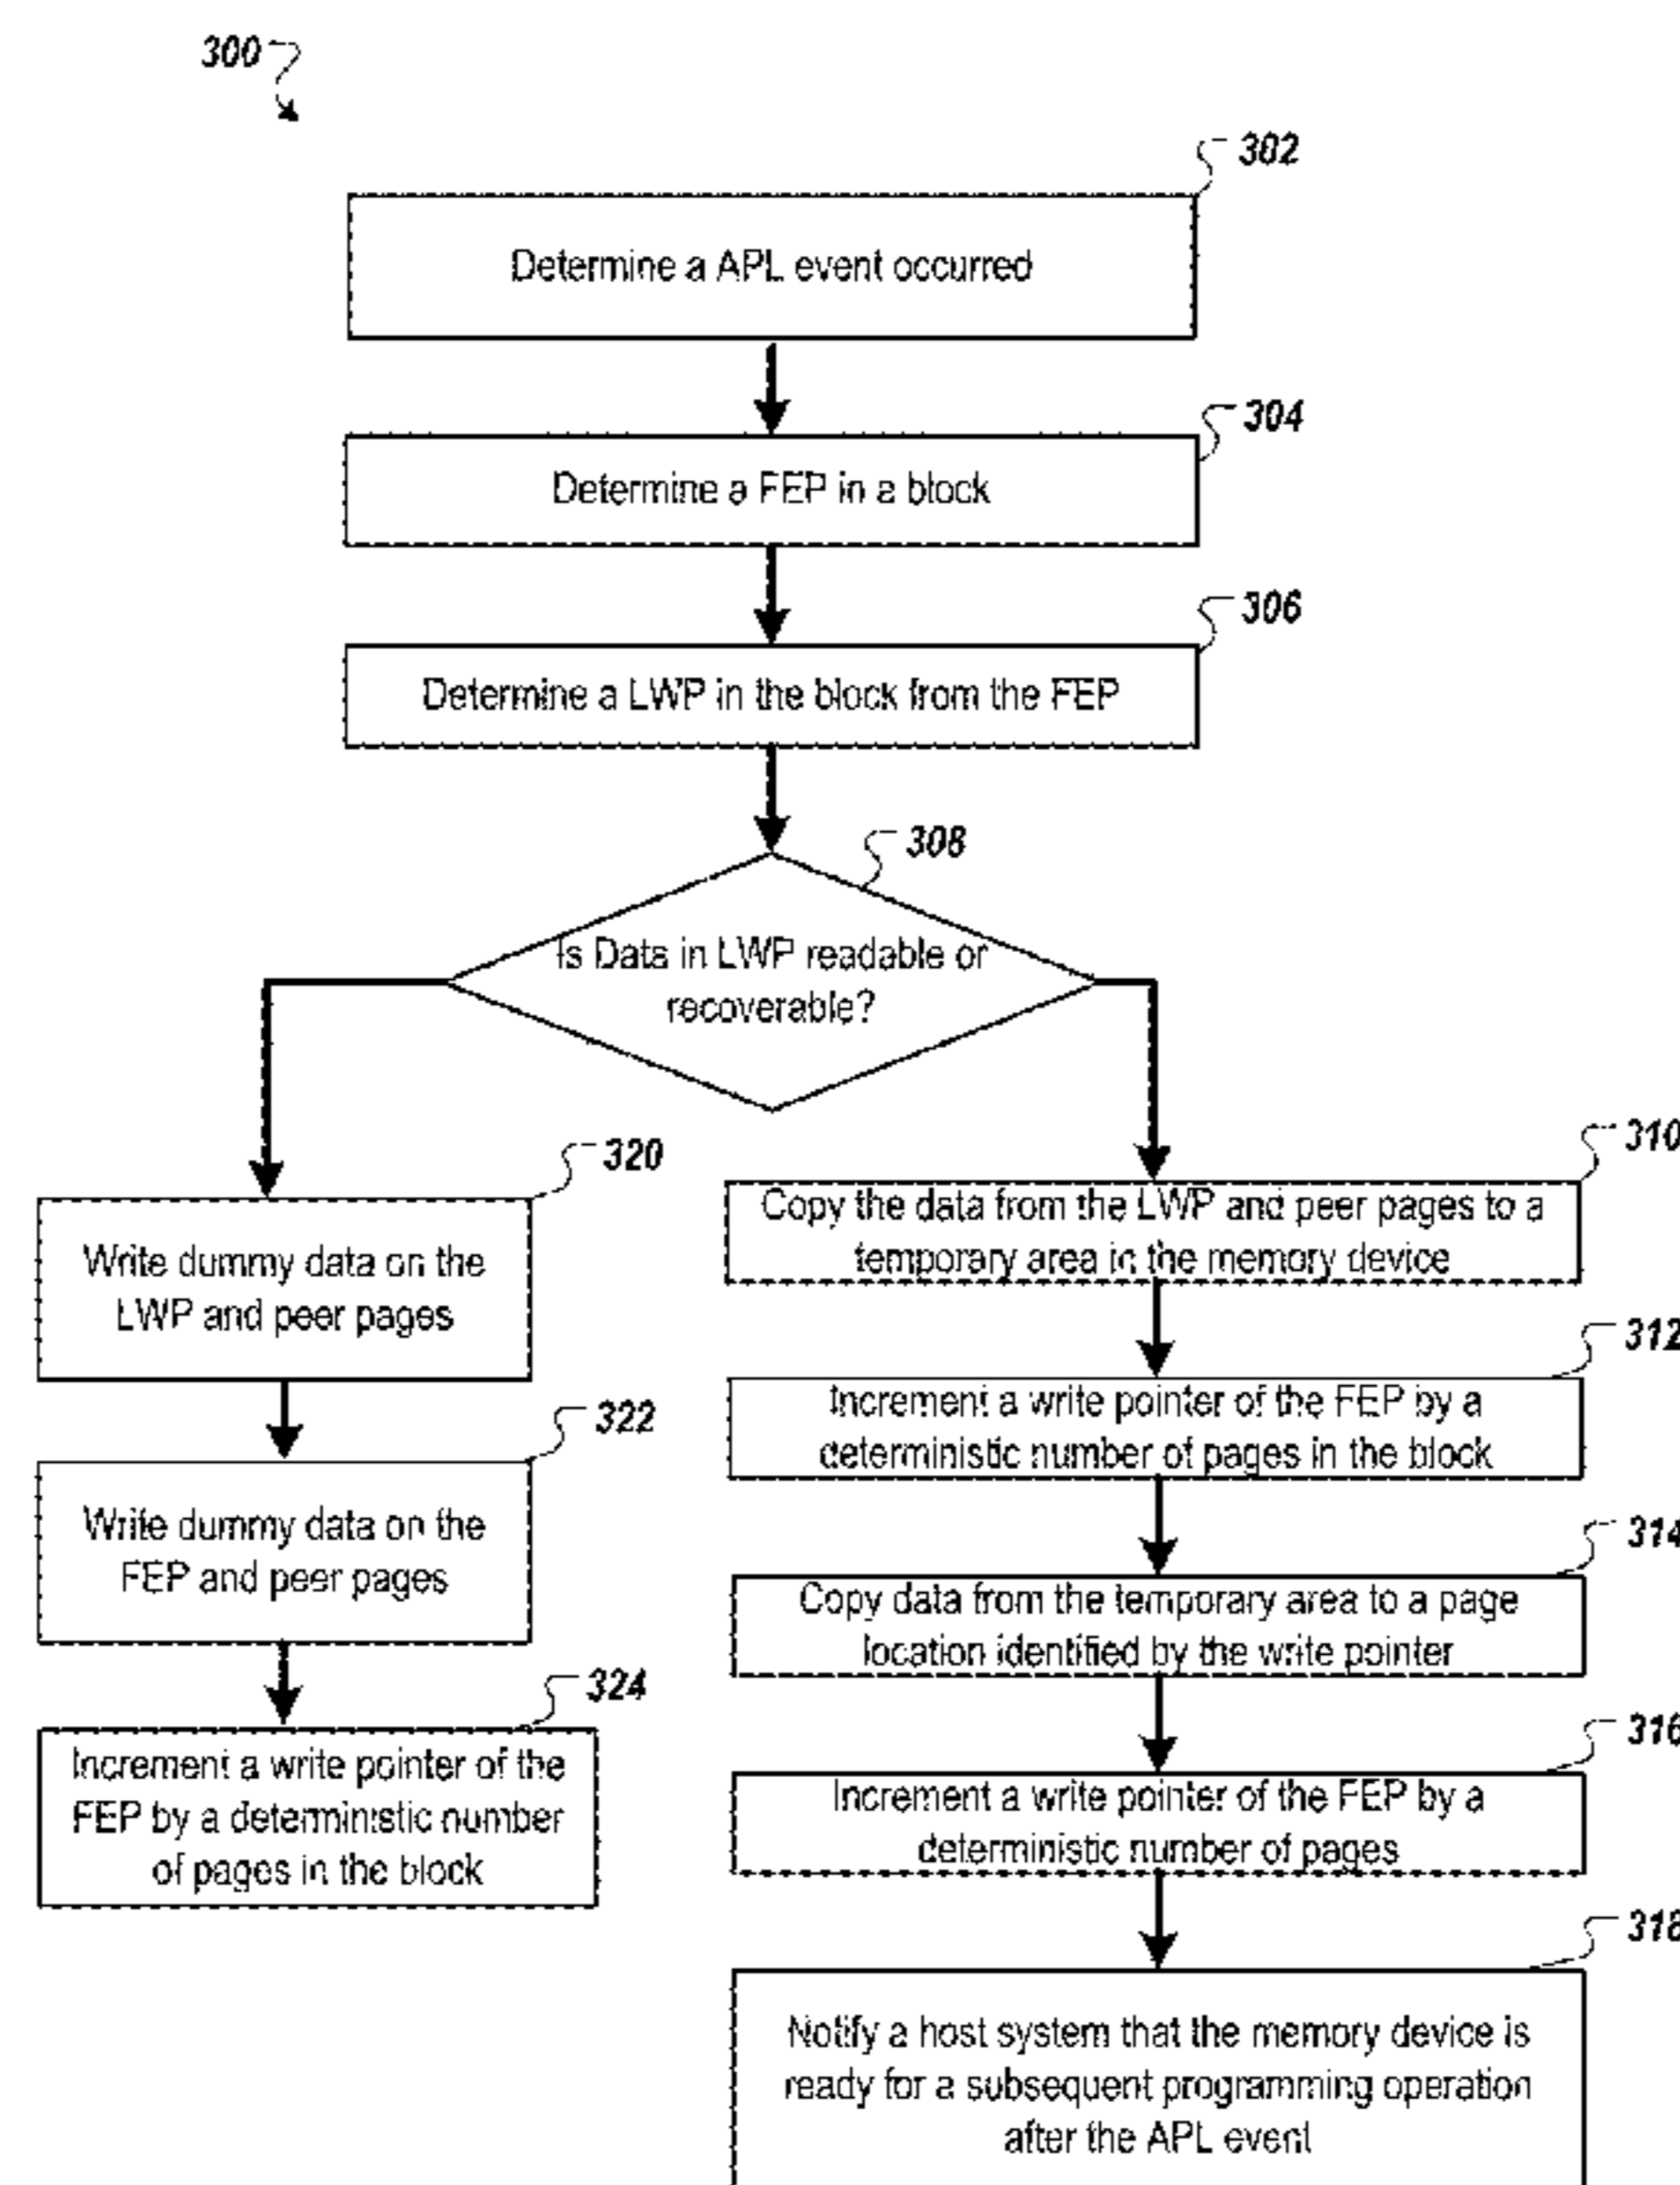 300
302
Determine a APL event occurred
304
Determine a FEP in a block
306
Determine a LWP in the block from the FEP
308
Is Data in LWP readable or
recoverable?
310
Copy the data from the LWP and peer pages to a
temporary area in the memory device
312
Increment a write pointer of the FEP by a
deterministic number of pages in the block
314
Copy data from the temporary area to a page
location identified by the write pointer
316
Increment a write pointer of the FEP by a
deterministic number of pages
318
Notify a host system that the memory device is
ready for a subsequent programming operation
after the APL event
320
Write dummy data on the
LWP and peer pages
322
Write dummy data on the
FEP and peer pages
324
Increment a write pointer of the
FEP by a deterministic number
of pages in the block